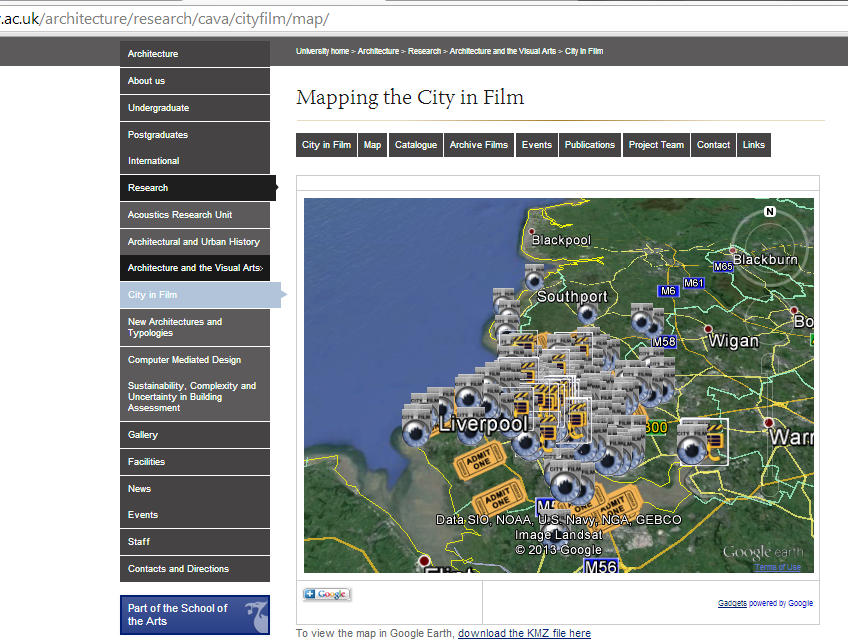 .ac.uk/architecture/research/cava/cityfilm/map/
University home > Architecture > Research > Architecture and the Visual Arts > City in Film
Architecture
About us
Undergraduate
Postgraduates
International
Research
Acoustics Research Unit
Architectural and Urban History
Architecture and the Visual Arts>
City in Film
New Architectures and
Typologies
Computer Mediated Design
Sustainability, Complexity and
Uncertainty in Building
Assessment
Gallery
Facilities
News
Events
Staff
Contacts and Directions
Part of the School of
the Arts
Mapping the City in Film
City in Film Map Catalogue Archive Films Events Publications Project Team Contact Links
N
Blackpool
Blackburn
M65
M61
M6
Southport
Bo
M58
Wigan
Liverpool
Warr
ADMIT
ONE
ADMIT
ONE
ADMIT
ONE
Data SIO, NOAA, U.S. Navy, NGA, GEBCO
Image Landsat
© 2013 Google
Google earth
Terms of Use
M56
Flint
+ Google
Gadgets powered by Google
To view the map in Google Earth, download the KMZ file here